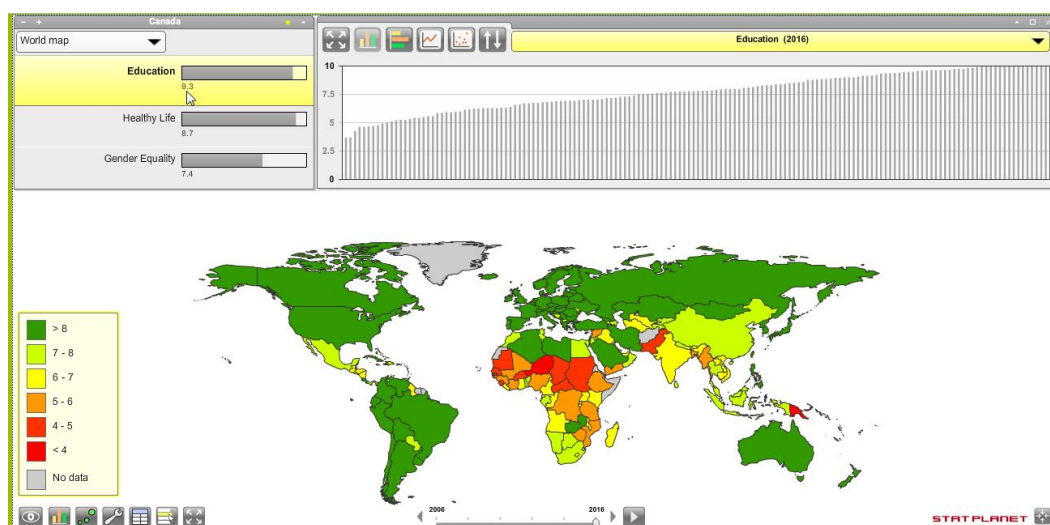 Canada
World map
Education
9.3
Healthy Life
8.7
Gender Equality
7.4
Education (2016)
10
7.5
5
2.5
0
> 8
7 - 8
6 - 7
5 - 6
4 - 5
< 4
No data
2006
2016
STATPLANET